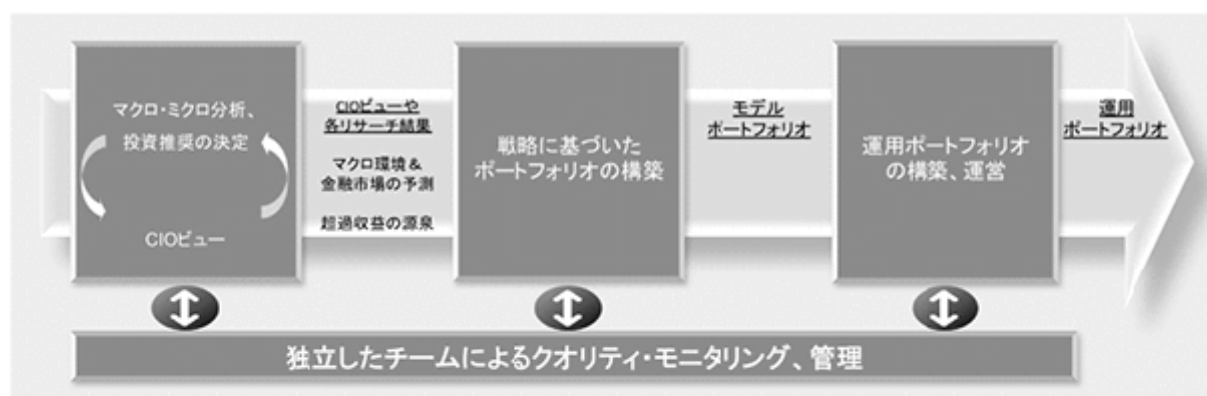 マクロ・ミクロ分析、
投資推奨の決定
CIOビュー
CIOビューや
各リサーチ結果
マクロ環境&
金融市場の予測
超過収益の源泉
戦略に基づいた
ポートフォリオの構築
モデル
ポートフォリオ
運用ポートフォリオ
の構築、運営
運用
ポートフォリオ
独立したチームによるクオリティ・モニタリング、管理